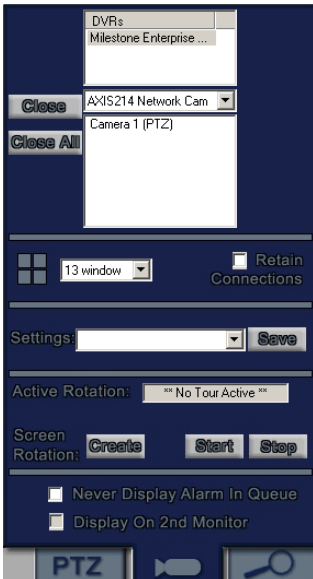 DVRs
Milestone Enterprise ...
Close
AXIS214 Network Cam
Close All
Camera 1 (PTZ)
13 window
Retain
Connections
Settings:
Save
Active Rotation:
** No Tour Active **
Screen
Rotation:
Create
Start
Stop
Never Display Alarm In Queue
Display On 2nd Monitor
PTZ